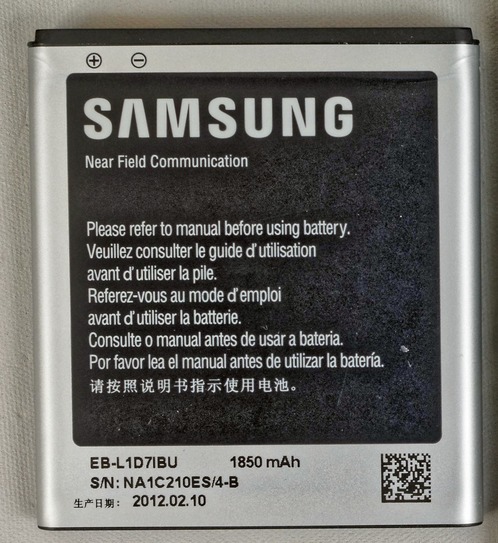 SAMSUNG
Near Field Communication
Please refer to manual before using battery.
Veuillez consulter le guide d'utilisation
avant d'utiliser la pile.
Referez-vous au mode d'emploi
avant d'utiliser la batterie.
Consulte o manual antes de usar a bateria.
Por favor lea el manual antes de utilizar la batería.
请按照说明书指示使用电池。
EB-L1D7IBU 1850 mAh
S/N: NA1C210ES/4-B
生产日期: 2012.02.10